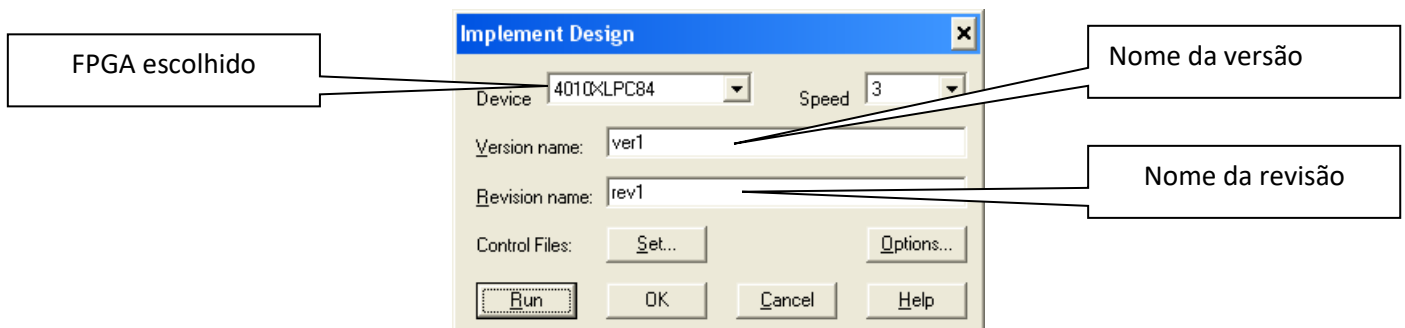 Implement Design
FPGA escolhido
Nome da versão
Device 4010XLPC84 Speed 3
Version name: ver1
Revision name: rev1
Nome da revisão
Control Files: Set... Options...
Run OK Cancel Help